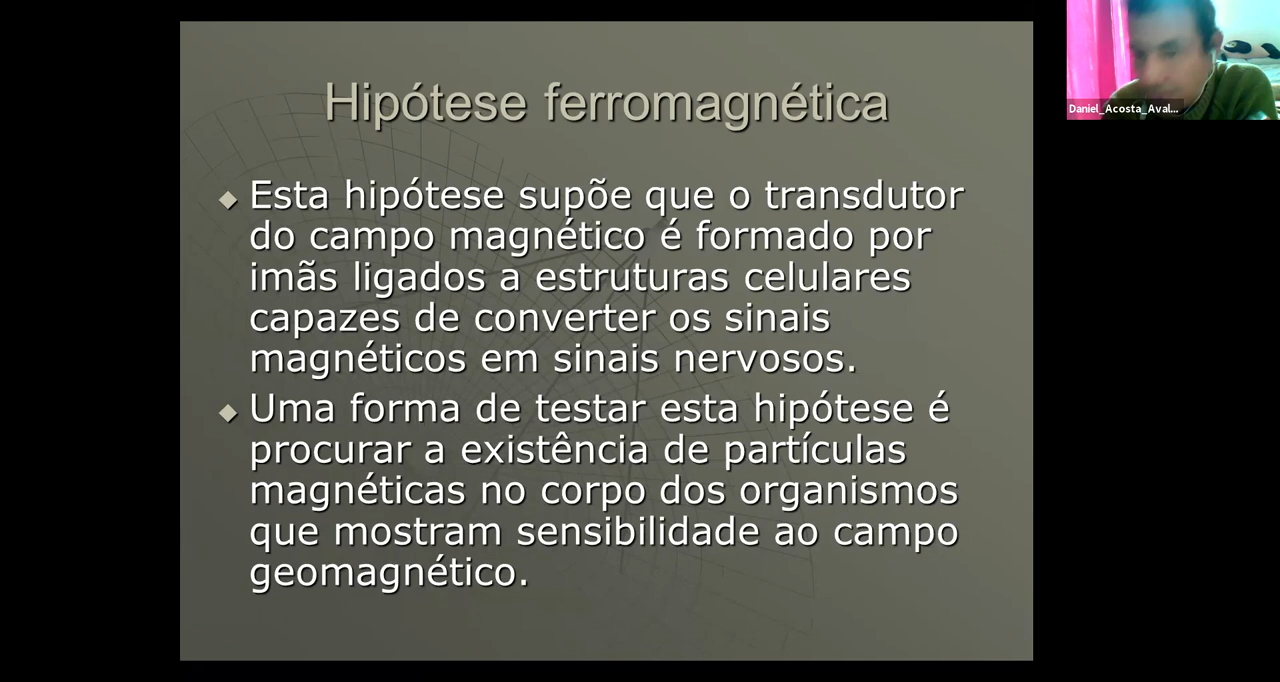 Hipótese ferromagnética
Esta hipótese supõe que o transdutor
do campo magnético é formado por
imãs ligados a estruturas celulares
capazes de converter os sinais
magnéticos em sinais nervosos.
Uma forma de testar esta hipótese é
procurar a existência de partículas
magnéticas no corpo dos organismos
que mostram sensibilidade ao campo
geomagnético.
Daniel_Acosta_Aval...